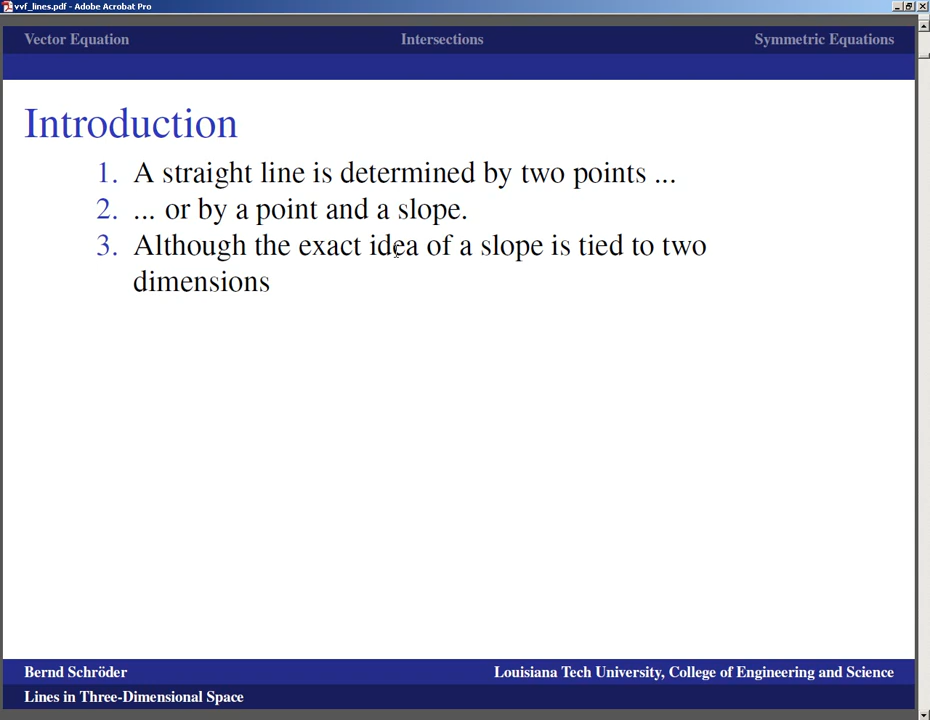 vvf_lines.pdf - Adobe Acrobat Pro
Vector Equation Intersections Symmetric Equations
Introduction
1. A straight line is determined by two points ...
2. ... or by a point and a slope.
3. Although the exact idea of a slope is tied to two
dimensions
Bernd Schröder Louisiana Tech University, College of Engineering and Science
Lines in Three-Dimensional Space